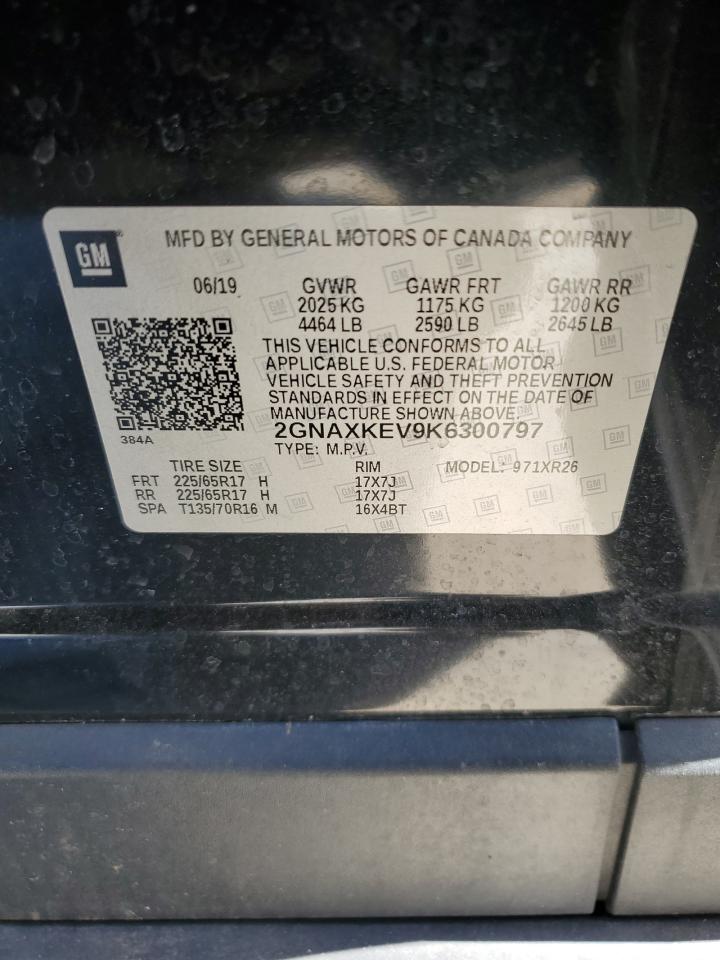 GM
MFD BY GENERAL MOTORS OF CANADA COMPANY
06/19 GVWR GAWR FRT GAWR RR
2025 KG 1175 KG 1200 KG
4464 LB 2590 LB 2645 LB
THIS VEHICLE CONFORMS TO ALL
APPLICABLE U.S. FEDERAL MOTOR
VEHICLE SAFETY AND THEFT PREVENTION
STANDARDS IN EFFECT ON THE DATE OF
MANUFACTURE SHOWN ABOVE.
384A
2GNAXKEV9K6300797
TYPE: M.P.V.
TIRE SIZE RIM MODEL: 971XR26
FRT 225/65R17 H 17X7J
RR 225/65R17 H 17X7J
SPA T135/70R16 M 16X4BT